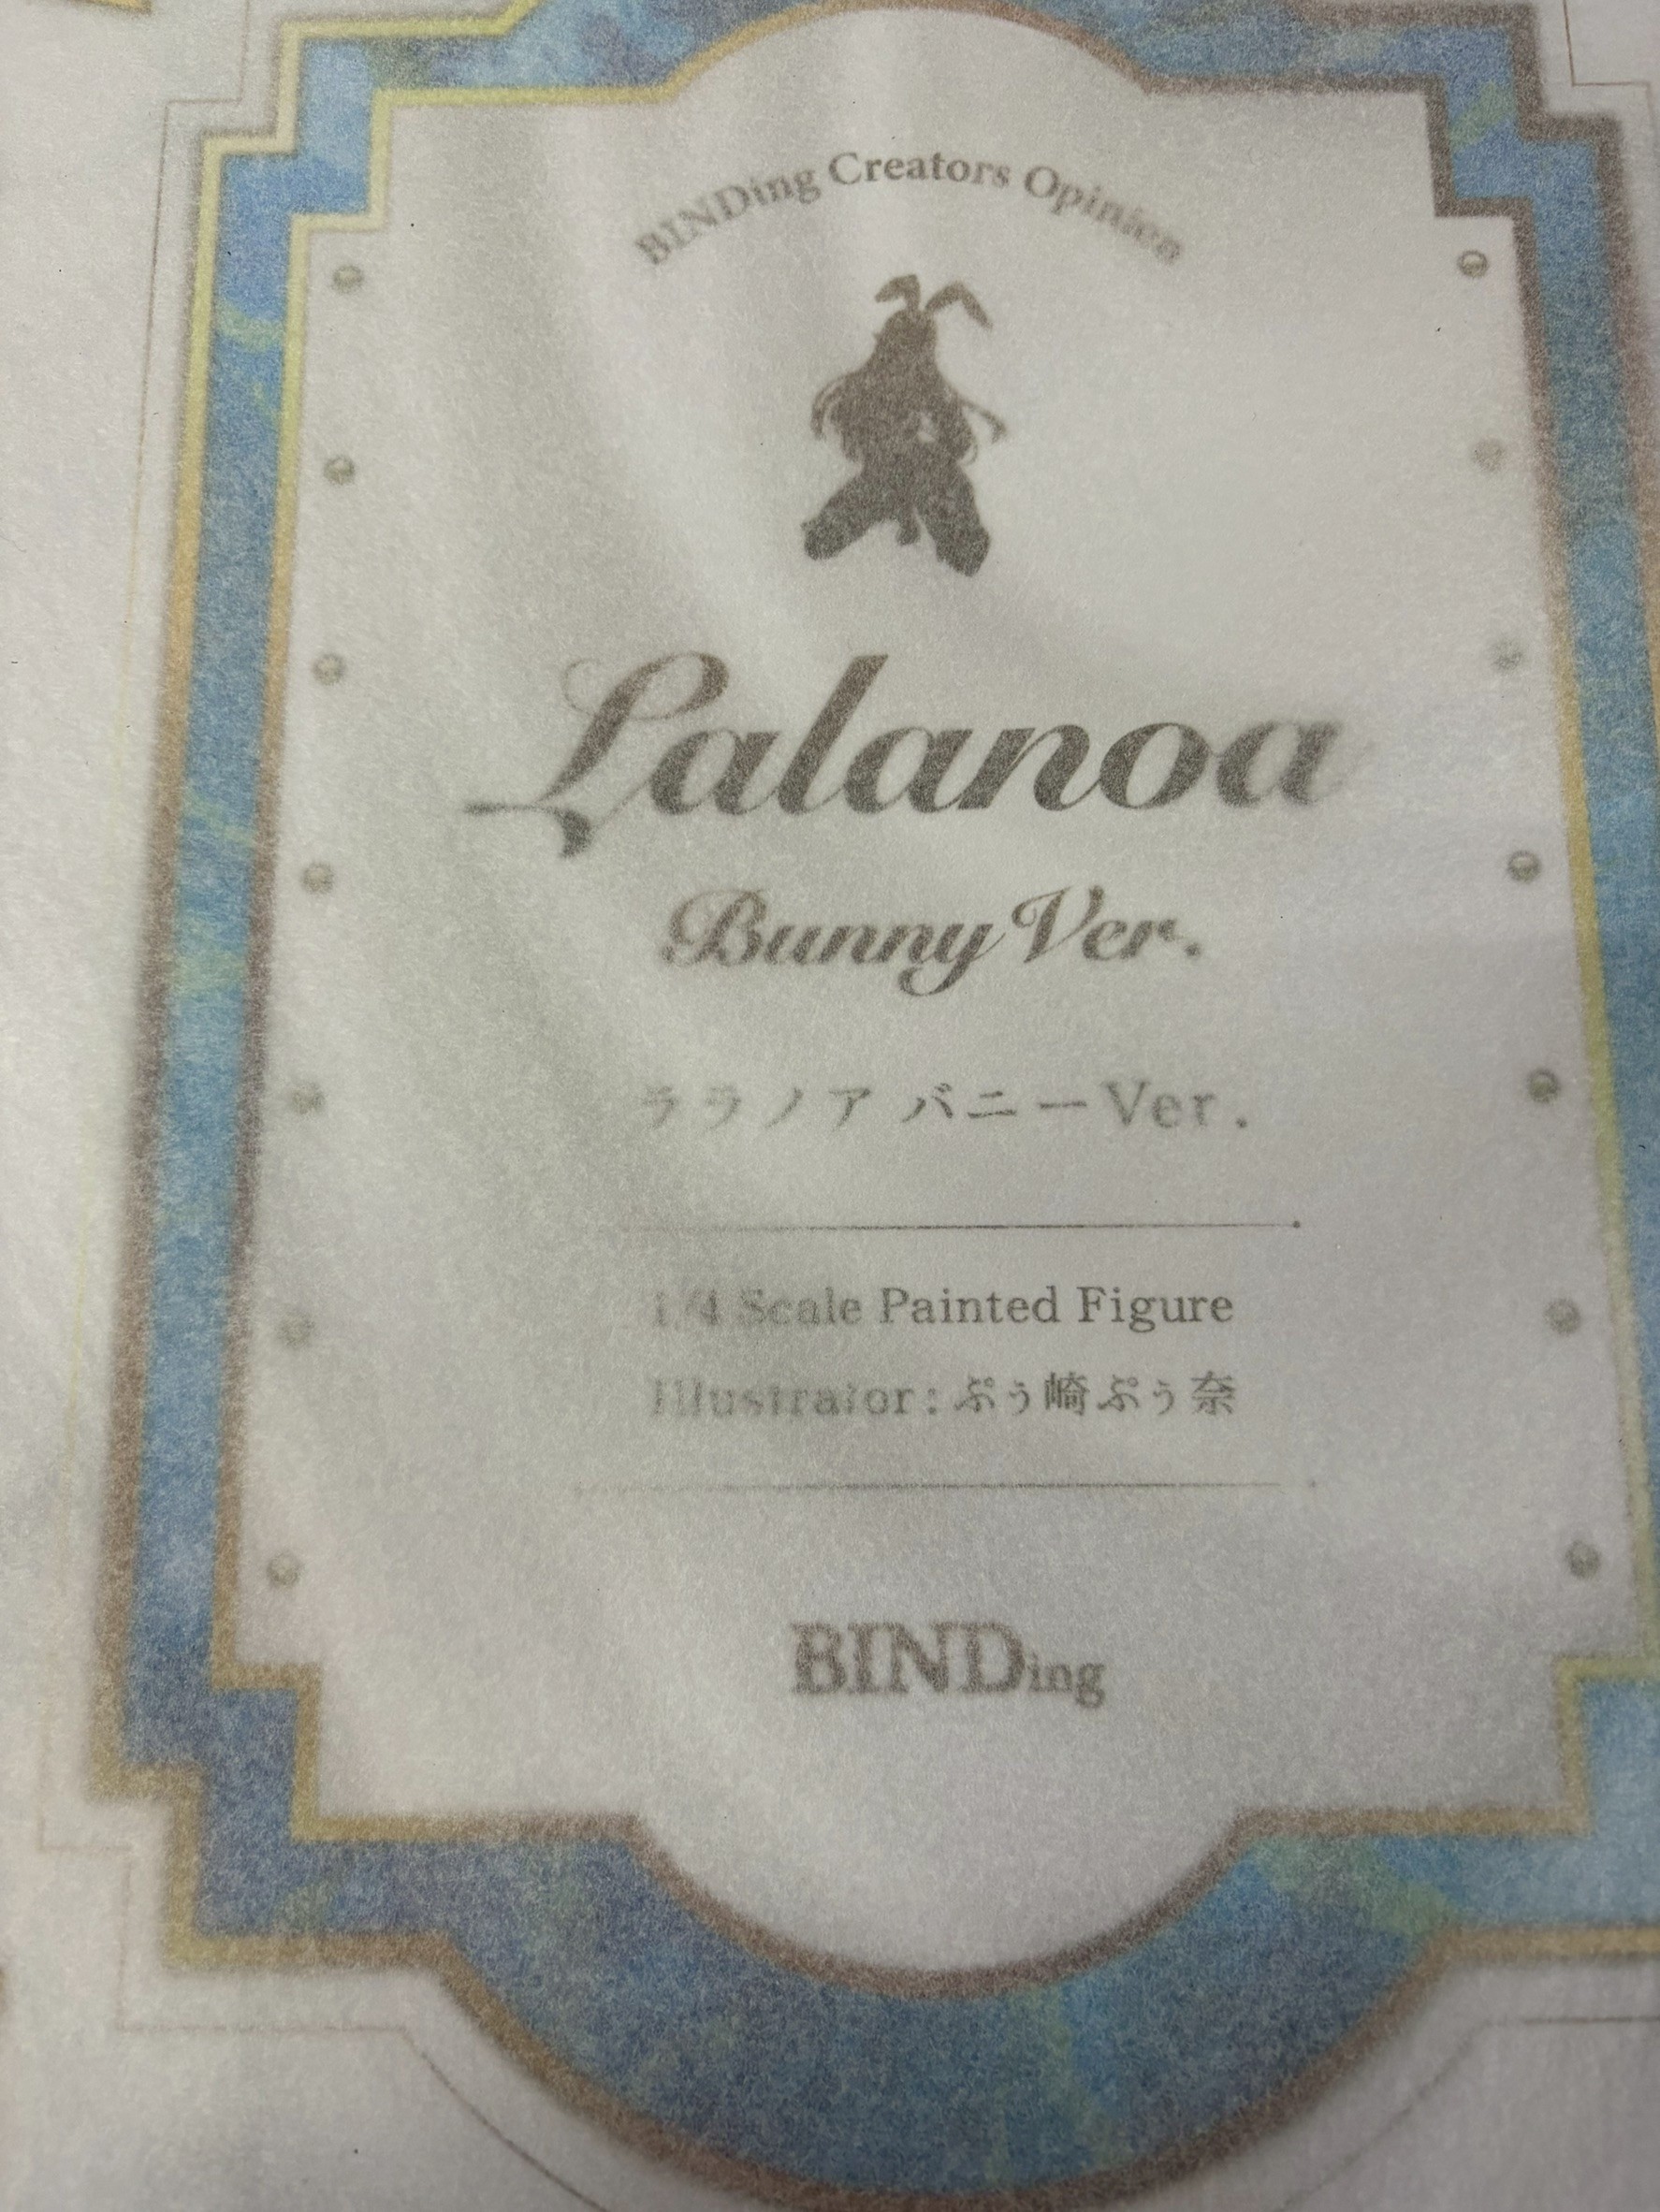 BINDing Creators Opinion
Lalanoa
Bunny Ver.
ララノア バニーVer.
1/4 Scale Painted Figure
Illustrator:ぷぅ崎ぷぅ奈
BINDing